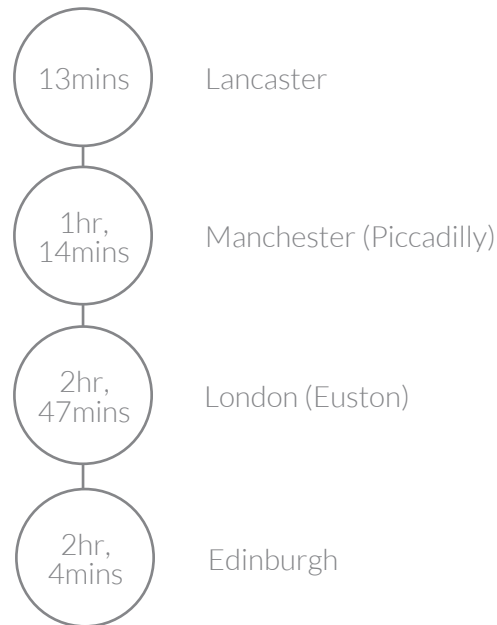 13mins
Lancaster
1hr,
14mins
Manchester (Piccadilly)
2hr,
47mins
London (Euston)
2hr,
4mins
Edinburgh